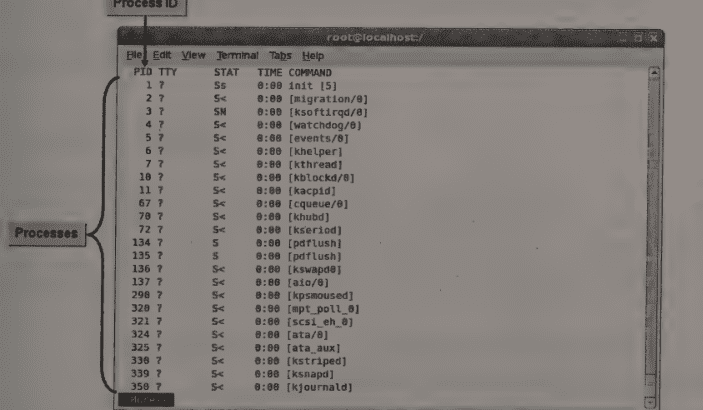 Process ID
root@localhost:/
File Edit View Terminal Tabs Help
PID TTY STAT TIME COMMAND
1 ? Ss 0:00 init [5]
2 ? S< 0:00 [migration/0]
3 ? SN 0:00 [ksoftirqd/0]
4 ? S< 0:00 [watchdog/0]
5 ? S< 0:00 [events/0]
6 ? S< 0:00 [khelper]
7 ? S< 0:00 [kthread]
10 ? S< 0:00 [kblockd/0]
11 ? S< 0:00 [kacpid]
67 ? S< 0:00 [cqueue/0]
70 ? S< 0:00 [khubd]
72 ? S< 0:00 [kseriod]
Processes
134 ? S 0:00 [pdflush]
135 ? S 0:00 [pdflush]
136 ? S< 0:00 [kswapd0]
137 ? S< 0:00 [aio/0]
298 ? S< 0:00 [kpsmoused]
320 ? S< 0:00 [mpt_poll_0]
321 ? S< 0:00 [scsi_eh_0]
324 ? S< 0:00 [ata/0]
325 ? S< 0:00 [ata_aux]
330 ? S< 0:00 [kstriped]
339 ? S< 0:00 [ksnapd]
350 ? S< 0:00 [kjournald]